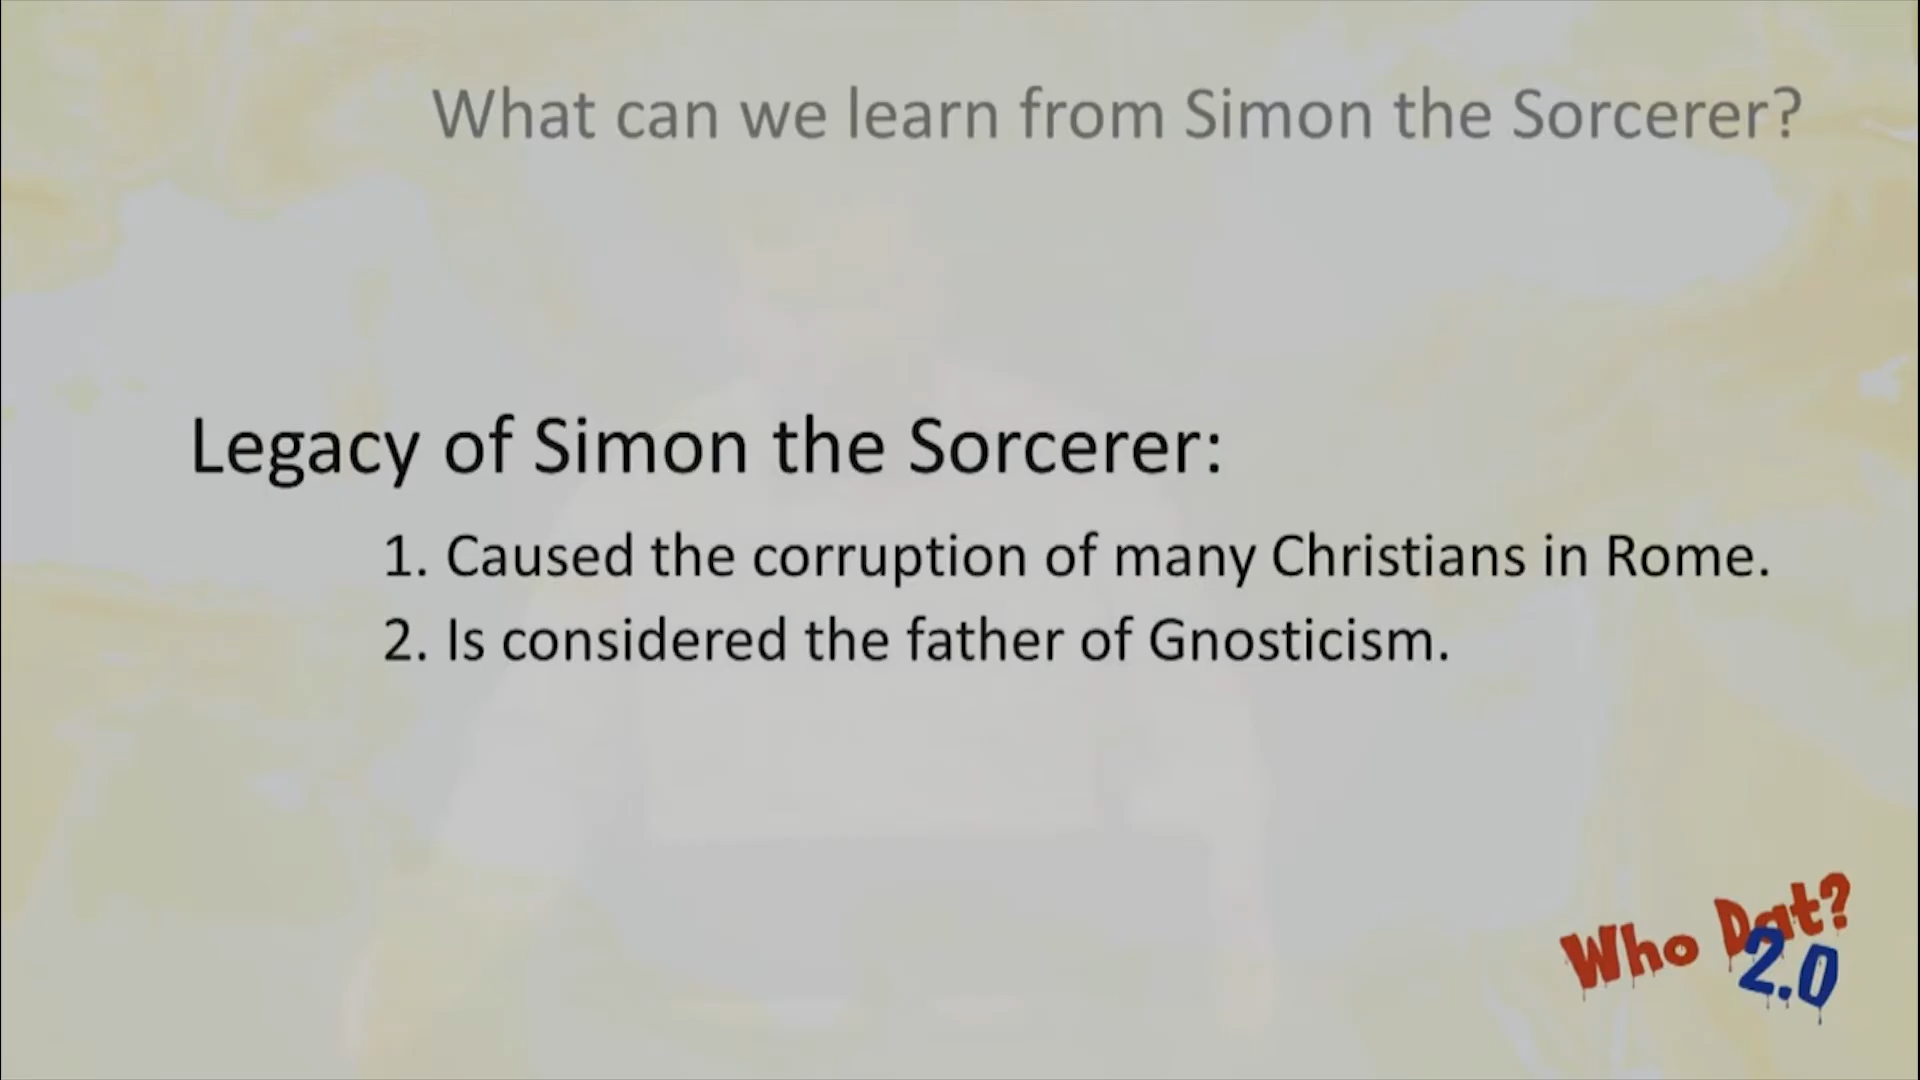 What can we learn from Simon the Sorcerer?
Legacy of Simon the Sorcerer:
1. Caused the corruption of many Christians in Rome.
2. Is considered the father of Gnosticism.
Who Dat?
2.0